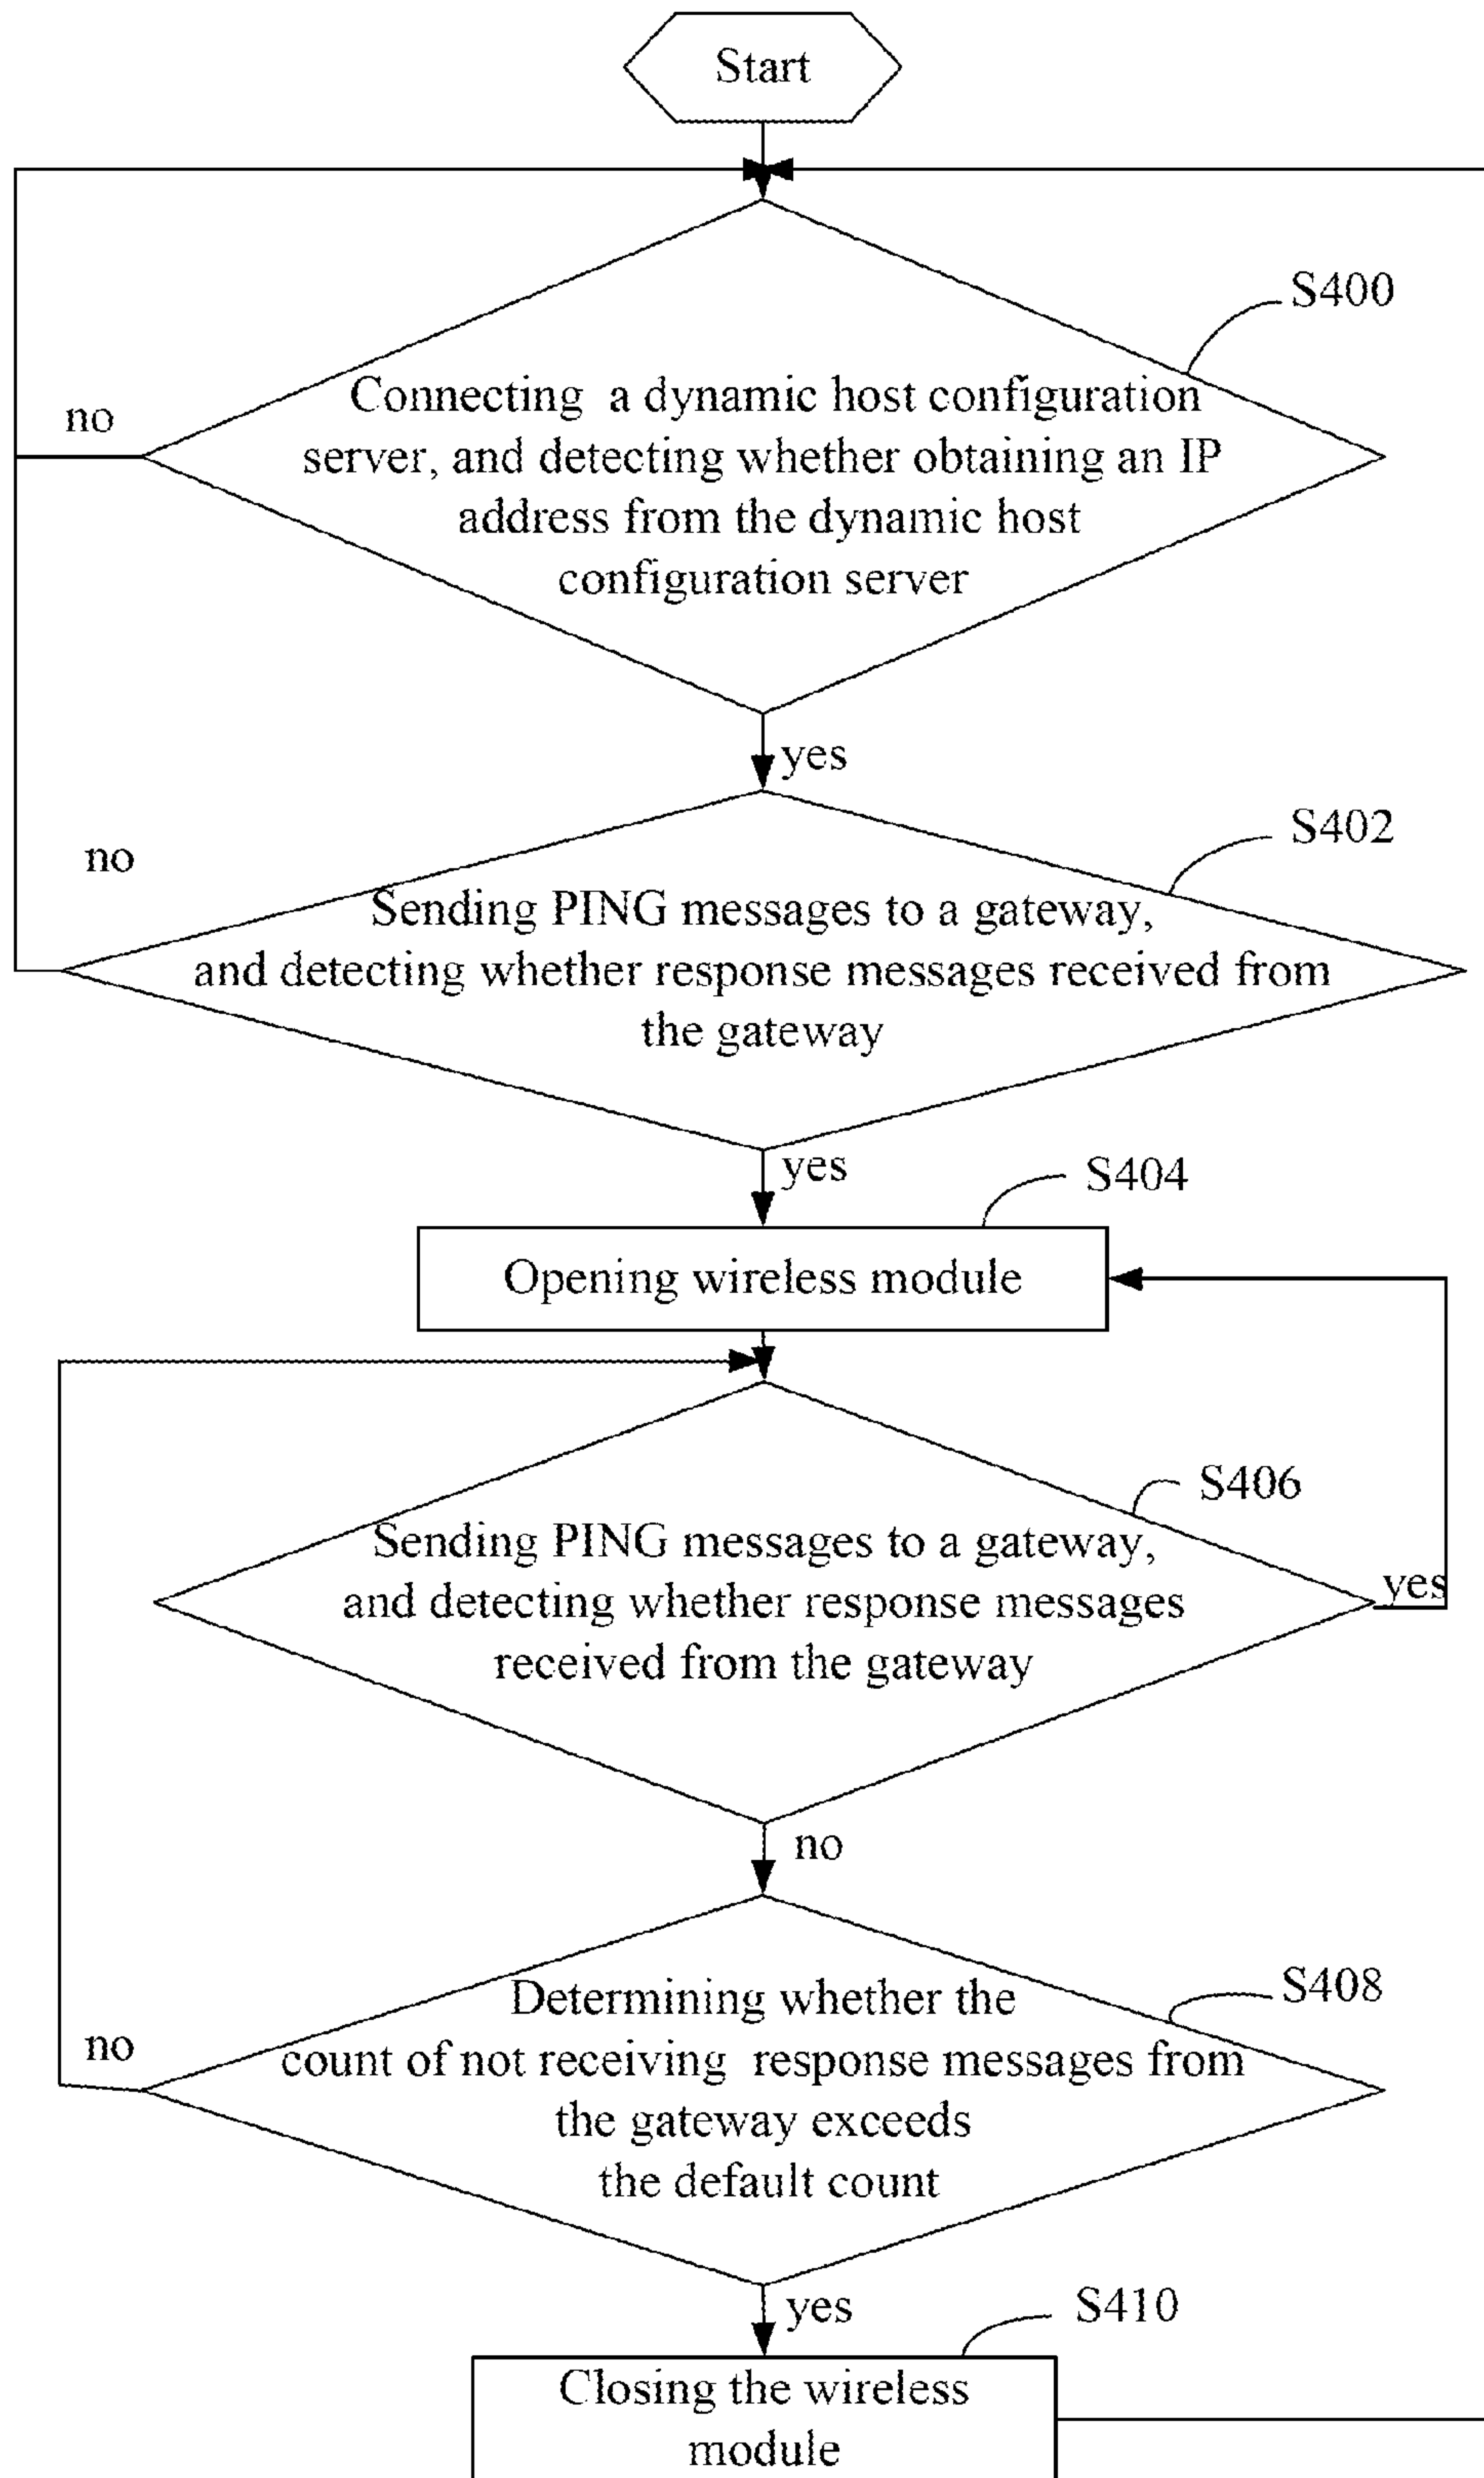 Start
S400
Connecting a dynamic host configuration
server, and detecting whether obtaining an IP
address from the dynamic host
configuration server
no
yes
S402
no
Sending PING messages to a gateway,
and detecting whether response messages received from
the gateway
yes
S404
Opening wireless module
S406
Sending PING messages to a gateway,
and detecting whether response messages
received from the gateway
yes
no
S408
Determining whether the
count of not receiving response messages from
the gateway exceeds
the default count
no
yes
S410
Closing the wireless
module